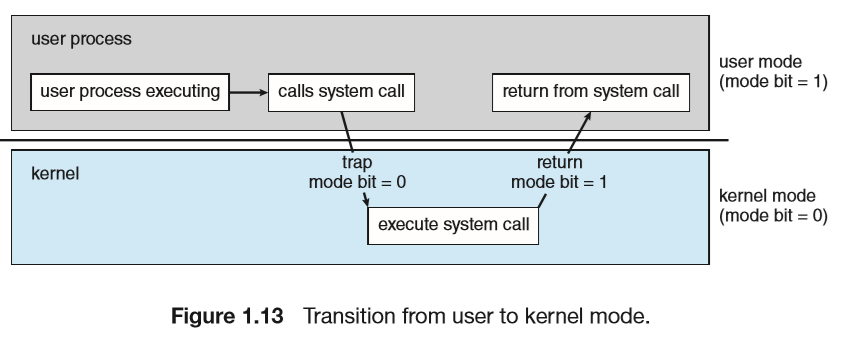 user process
user process executing
calls system call
return from system call
user mode
(mode bit = 1)
kernel
trap
mode bit = 0
return
mode bit = 1
execute system call
kernel mode
(mode bit = 0)
Figure 1.13 Transition from user to kernel mode.